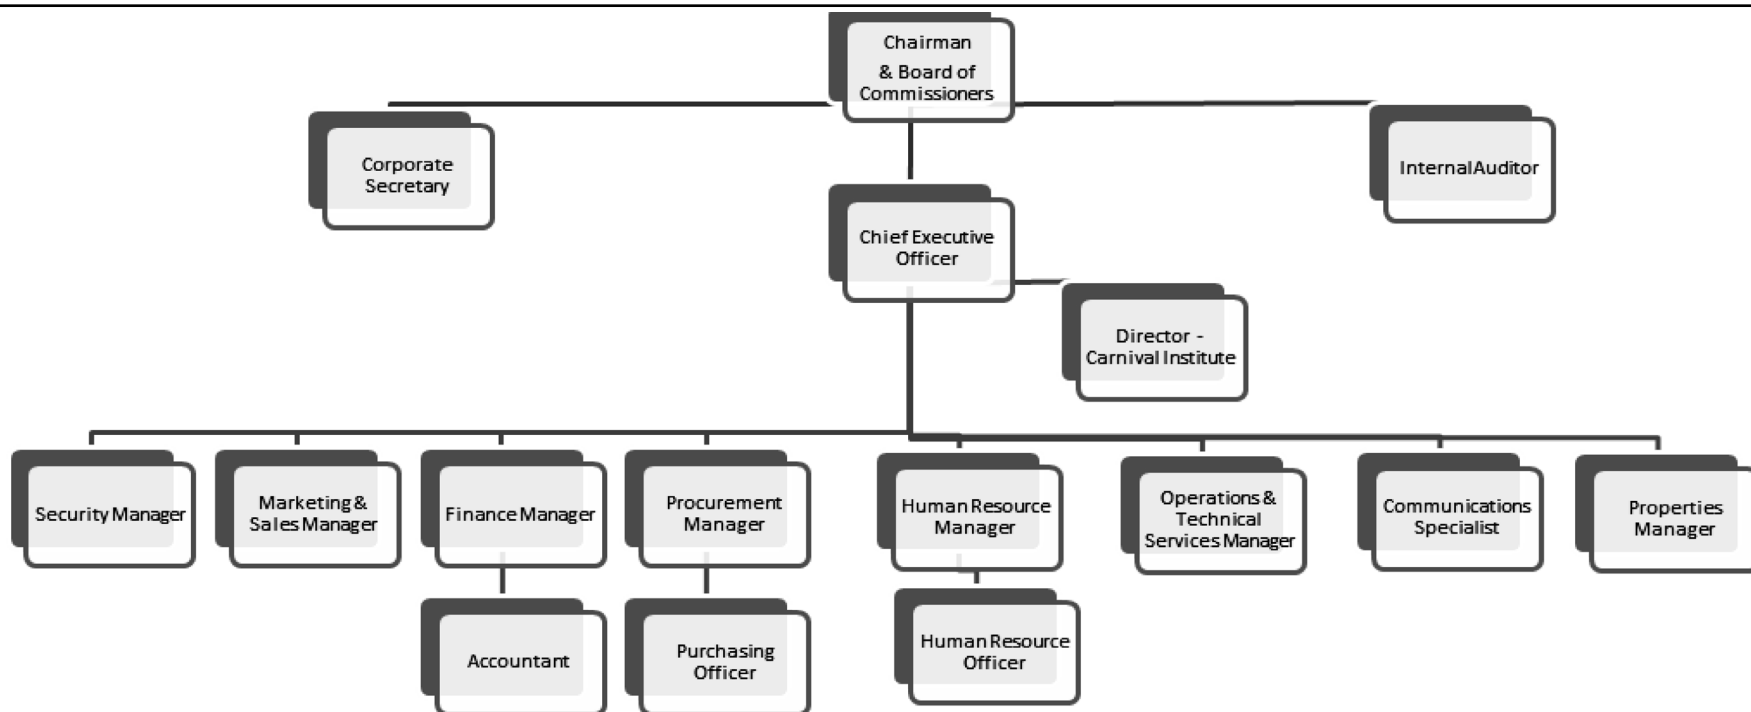 Chairman
& Board of
Commissioners
Corporate
Secretary
Internal Auditor
Chief Executive
Officer
Director -
Carnival Institute
Security Manager
Marketing &
Sales Manager
Finance Manager
Procurement
Manager
Human Resource
Manager
Operations &
Technical
Services Manager
Communications
Specialist
Properties
Manager
Accountant
Purchasing
Officer
Human Resource
Officer